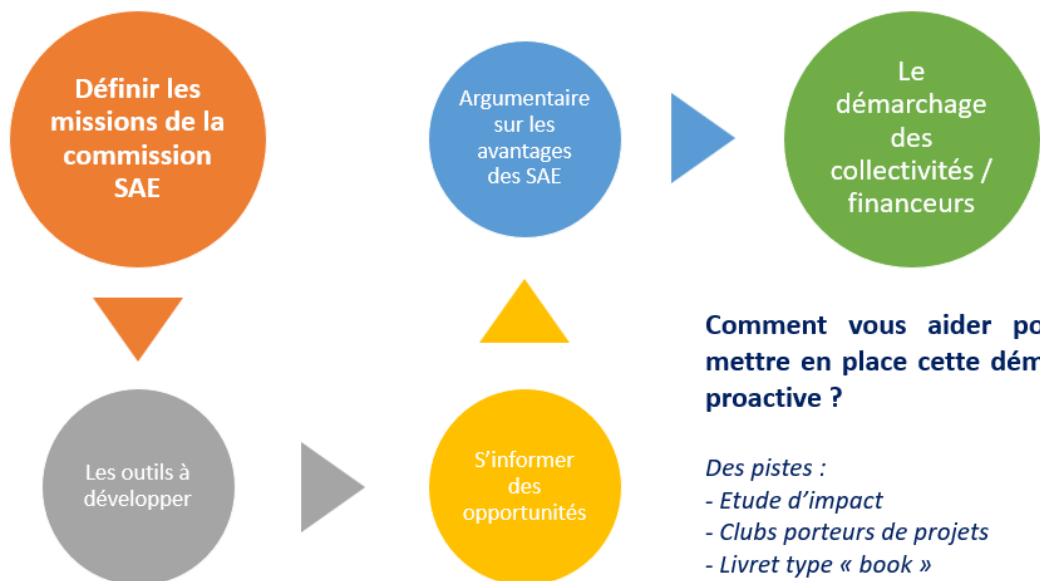 Définir les
missions de la
commission
SAE
Les outils à
développer
S'informer
des
opportunités
Argumentaire
sur les
avantages
des SAE
Le
démarchage
des
collectivités /
financeurs
Comment vous aider po
mettre en place cette dém
proactive ?
Des pistes :
- Etude d'impact
- Clubs porteurs de projets
- Livret type « book »